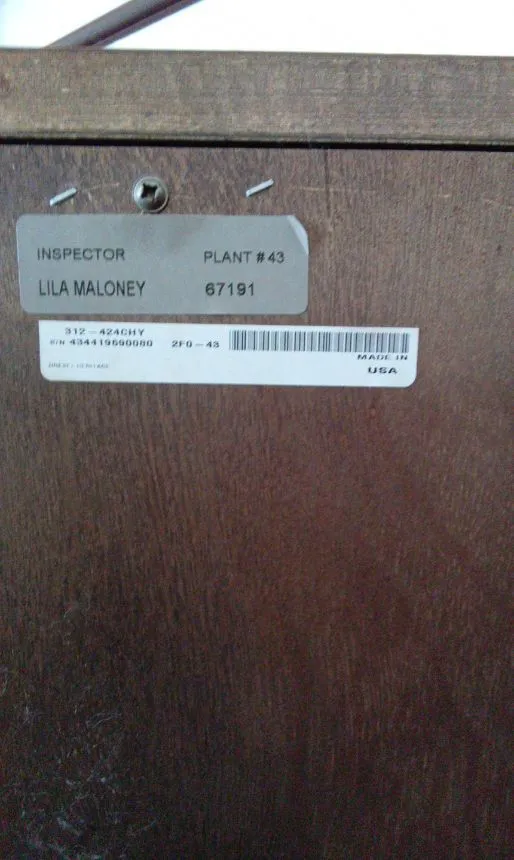 INSPECTOR PLANT #43
LILA MALONEY 67191
312-424CHY
S/N 434419690080 2F0-43
MADE IN
USA